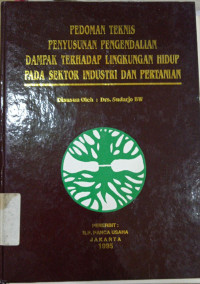 PEDOMAN TEKNIS
PENYUSUNAN PENGENDALIAN
DAMPAK TERHADAP LINGKUNGAN HIDUP
PADA SEKTOR INDUSTRI DAN PERTANIAN
Disusun Oleh : Drs. Sudarjo SW
PENERBIT :
PANCA USAHA
JAKARTA
1995